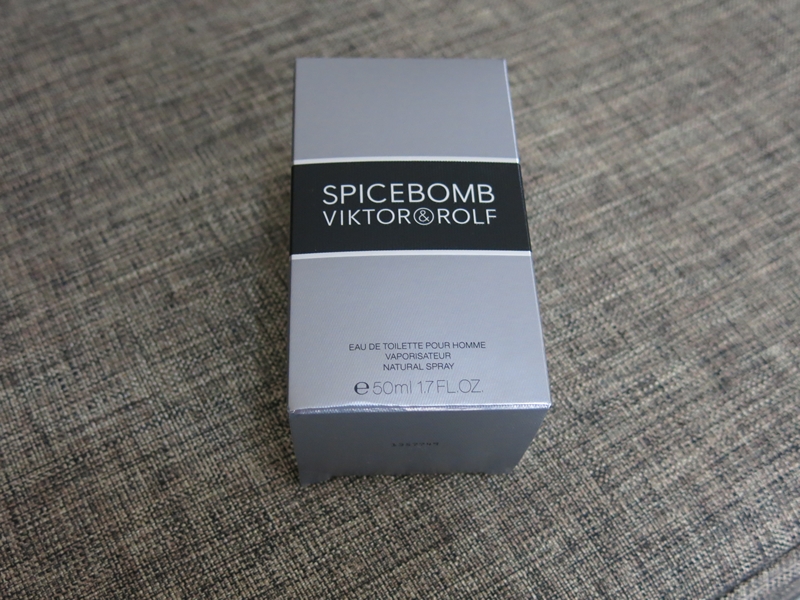 SPICEBOMB
VIKTOR&ROLF
EAU DE TOILETTE POUR HOMME
VAPORISATEUR
NATURAL SPRAY
℮ 50ml 1.7 FL.OZ.